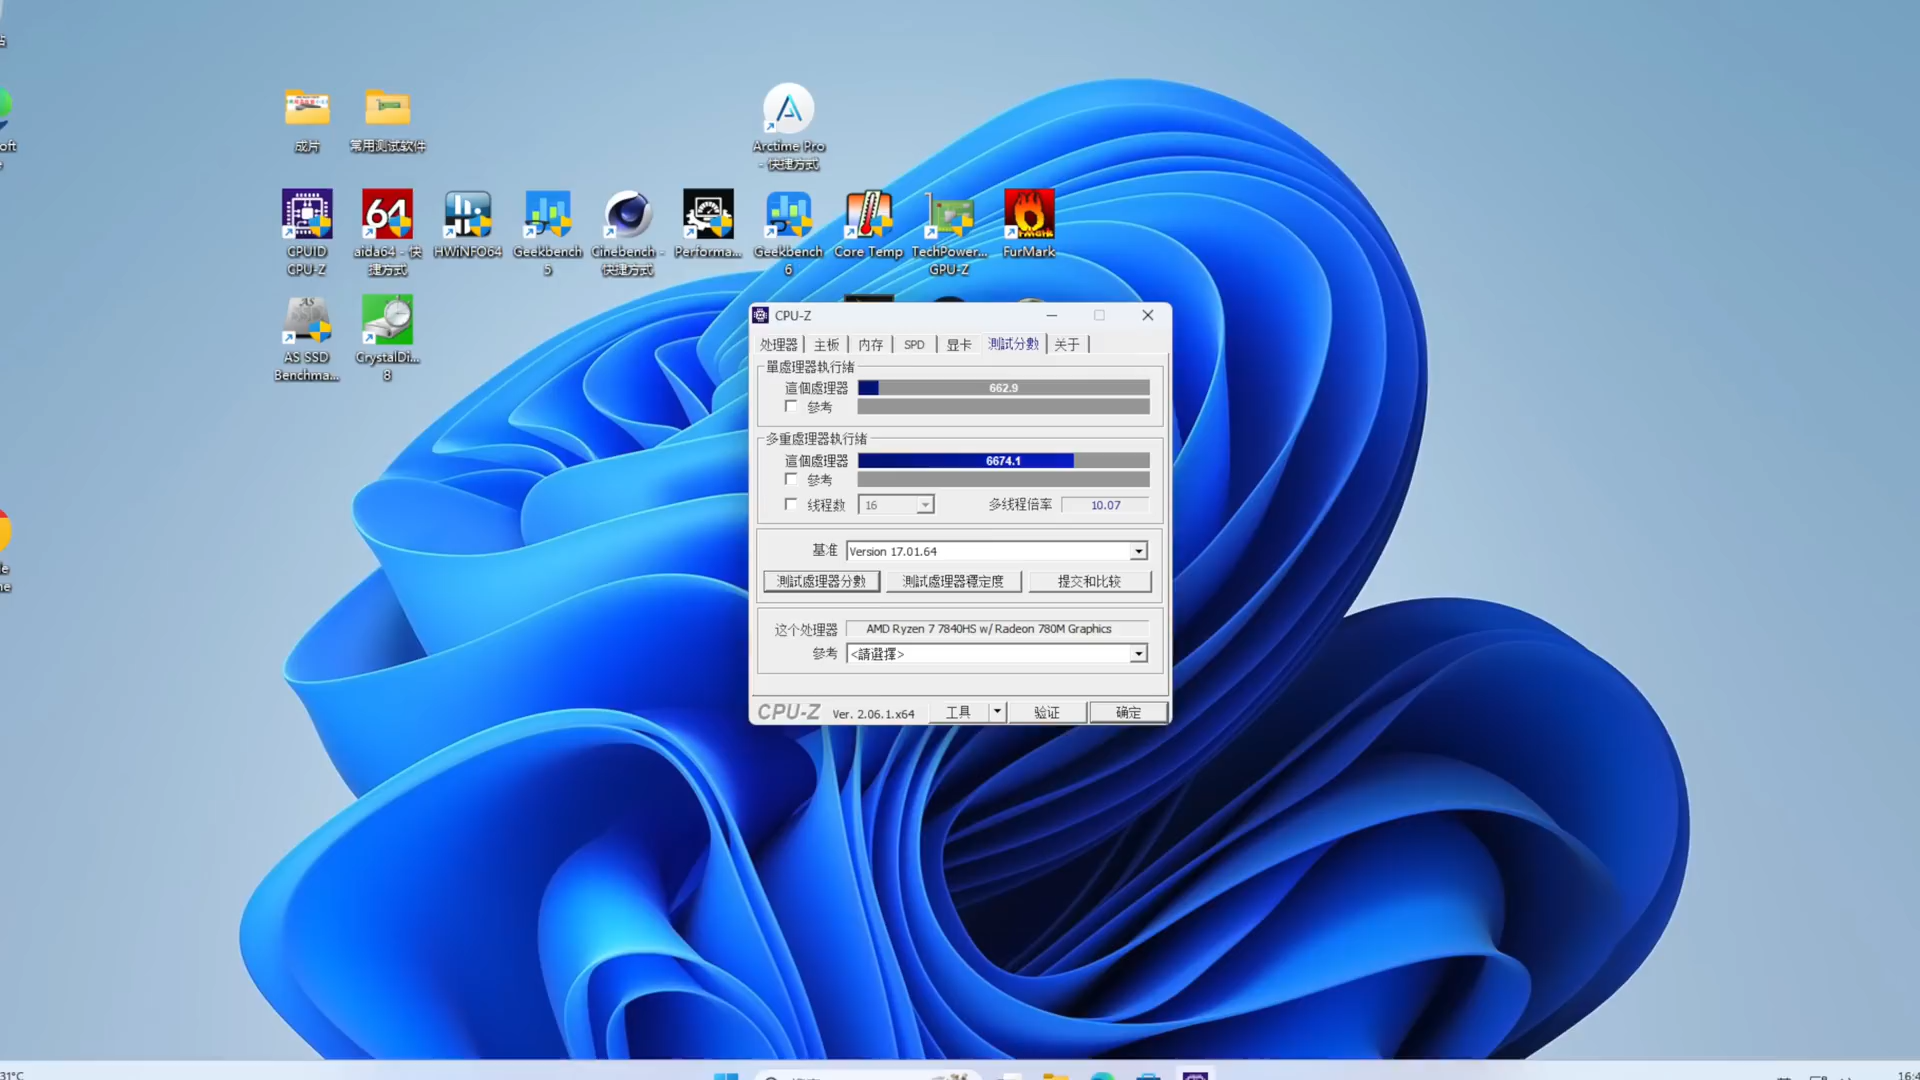 成片
常用测试软件
Arctime Pro
- 快捷方式
CPUID
CPU-Z
aida64 - 快
捷方式
HWiNFO64
Geekbench
5
Cinebench -
快捷方式
Performa...
Geekbench
6
Core Temp
TechPower...
GPU-Z
FurMark
AS SSD
Benchma...
CrystalDi...
8
CPU-Z
处理器 主板 内存 SPD 显卡 測試分數 关于
單處理器執行緒
這個處理器 662.9
參考
多重處理器執行緒
這個處理器 6674.1
參考
线程数 16 多线程倍率 10.07
基准 Version 17.01.64
測試處理器分數 測試處理器穩定度 提交和比较
这个处理器 AMD Ryzen 7 7840HS w/ Radeon 780M Graphics
參考 <請選擇>
CPU-Z Ver. 2.06.1.x64 工具 验证 确定
31°C